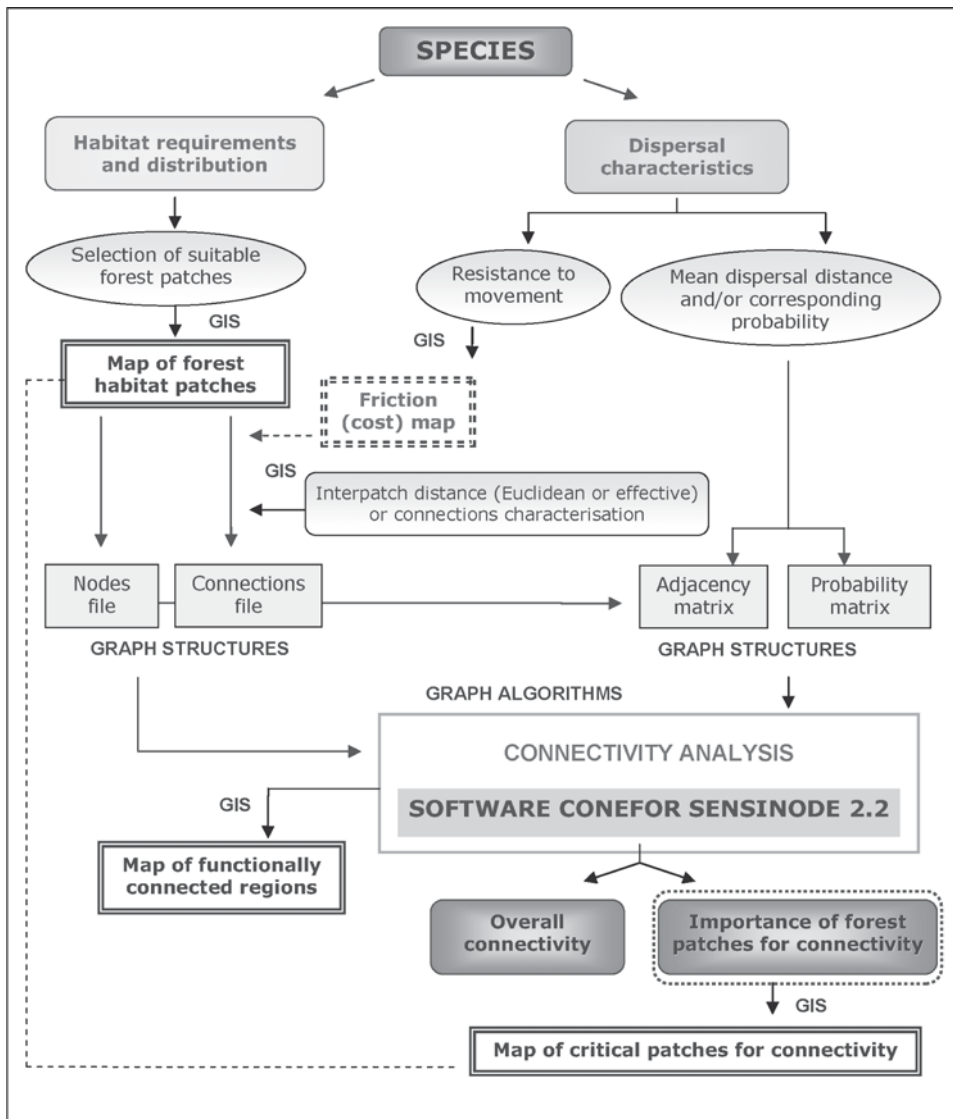 SPECIES
Habitat requirements
and distribution
Dispersal
characteristics
Selection of suitable
forest patches
Resistance to
movement
Mean dispersal distance
and/or corresponding
probability
GIS
GIS
Map of forest
habitat patches
Friction
(cost) map
GIS
Interpatch distance (Euclidean or effective)
or connections characterisation
Nodes
file
Connections
file
Adjacency
matrix
Probability
matrix
GRAPH STRUCTURES
GRAPH STRUCTURES
GRAPH ALGORITHMS
CONNECTIVITY ANALYSIS
SOFTWARE CONEFOR SENSINODE 2.2
GIS
Map of functionally
connected regions
Overall
connectivity
Importance of forest
patches for connectivity
GIS
Map of critical patches for connectivity